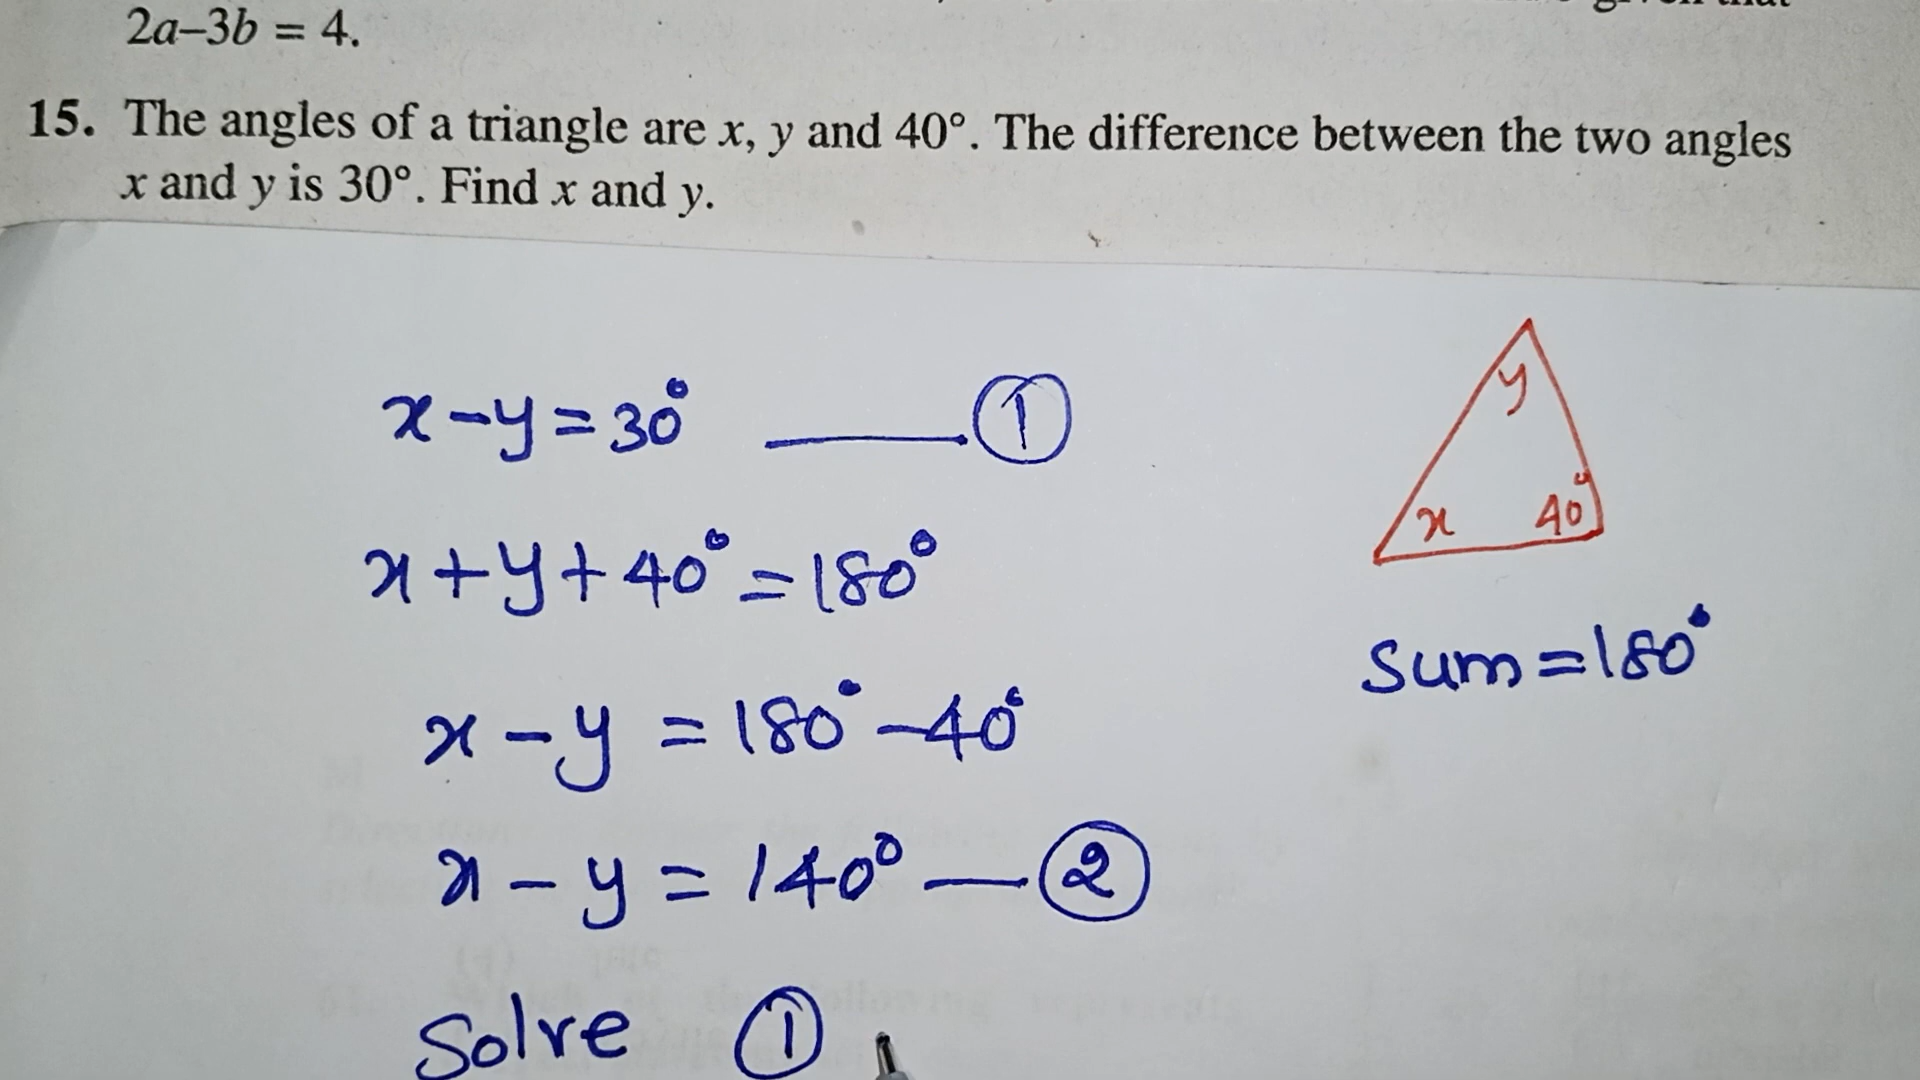 2a–3b = 4.
15. The angles of a triangle are x, y and 40°. The difference between the two angles
x and y is 30°. Find x and y.
x - y = 30° —— ①
x + y + 40° = 180°
x - y = 180° - 40°
x - y = 140° — ②
Solve ①
y
x 40°
Sum = 180°